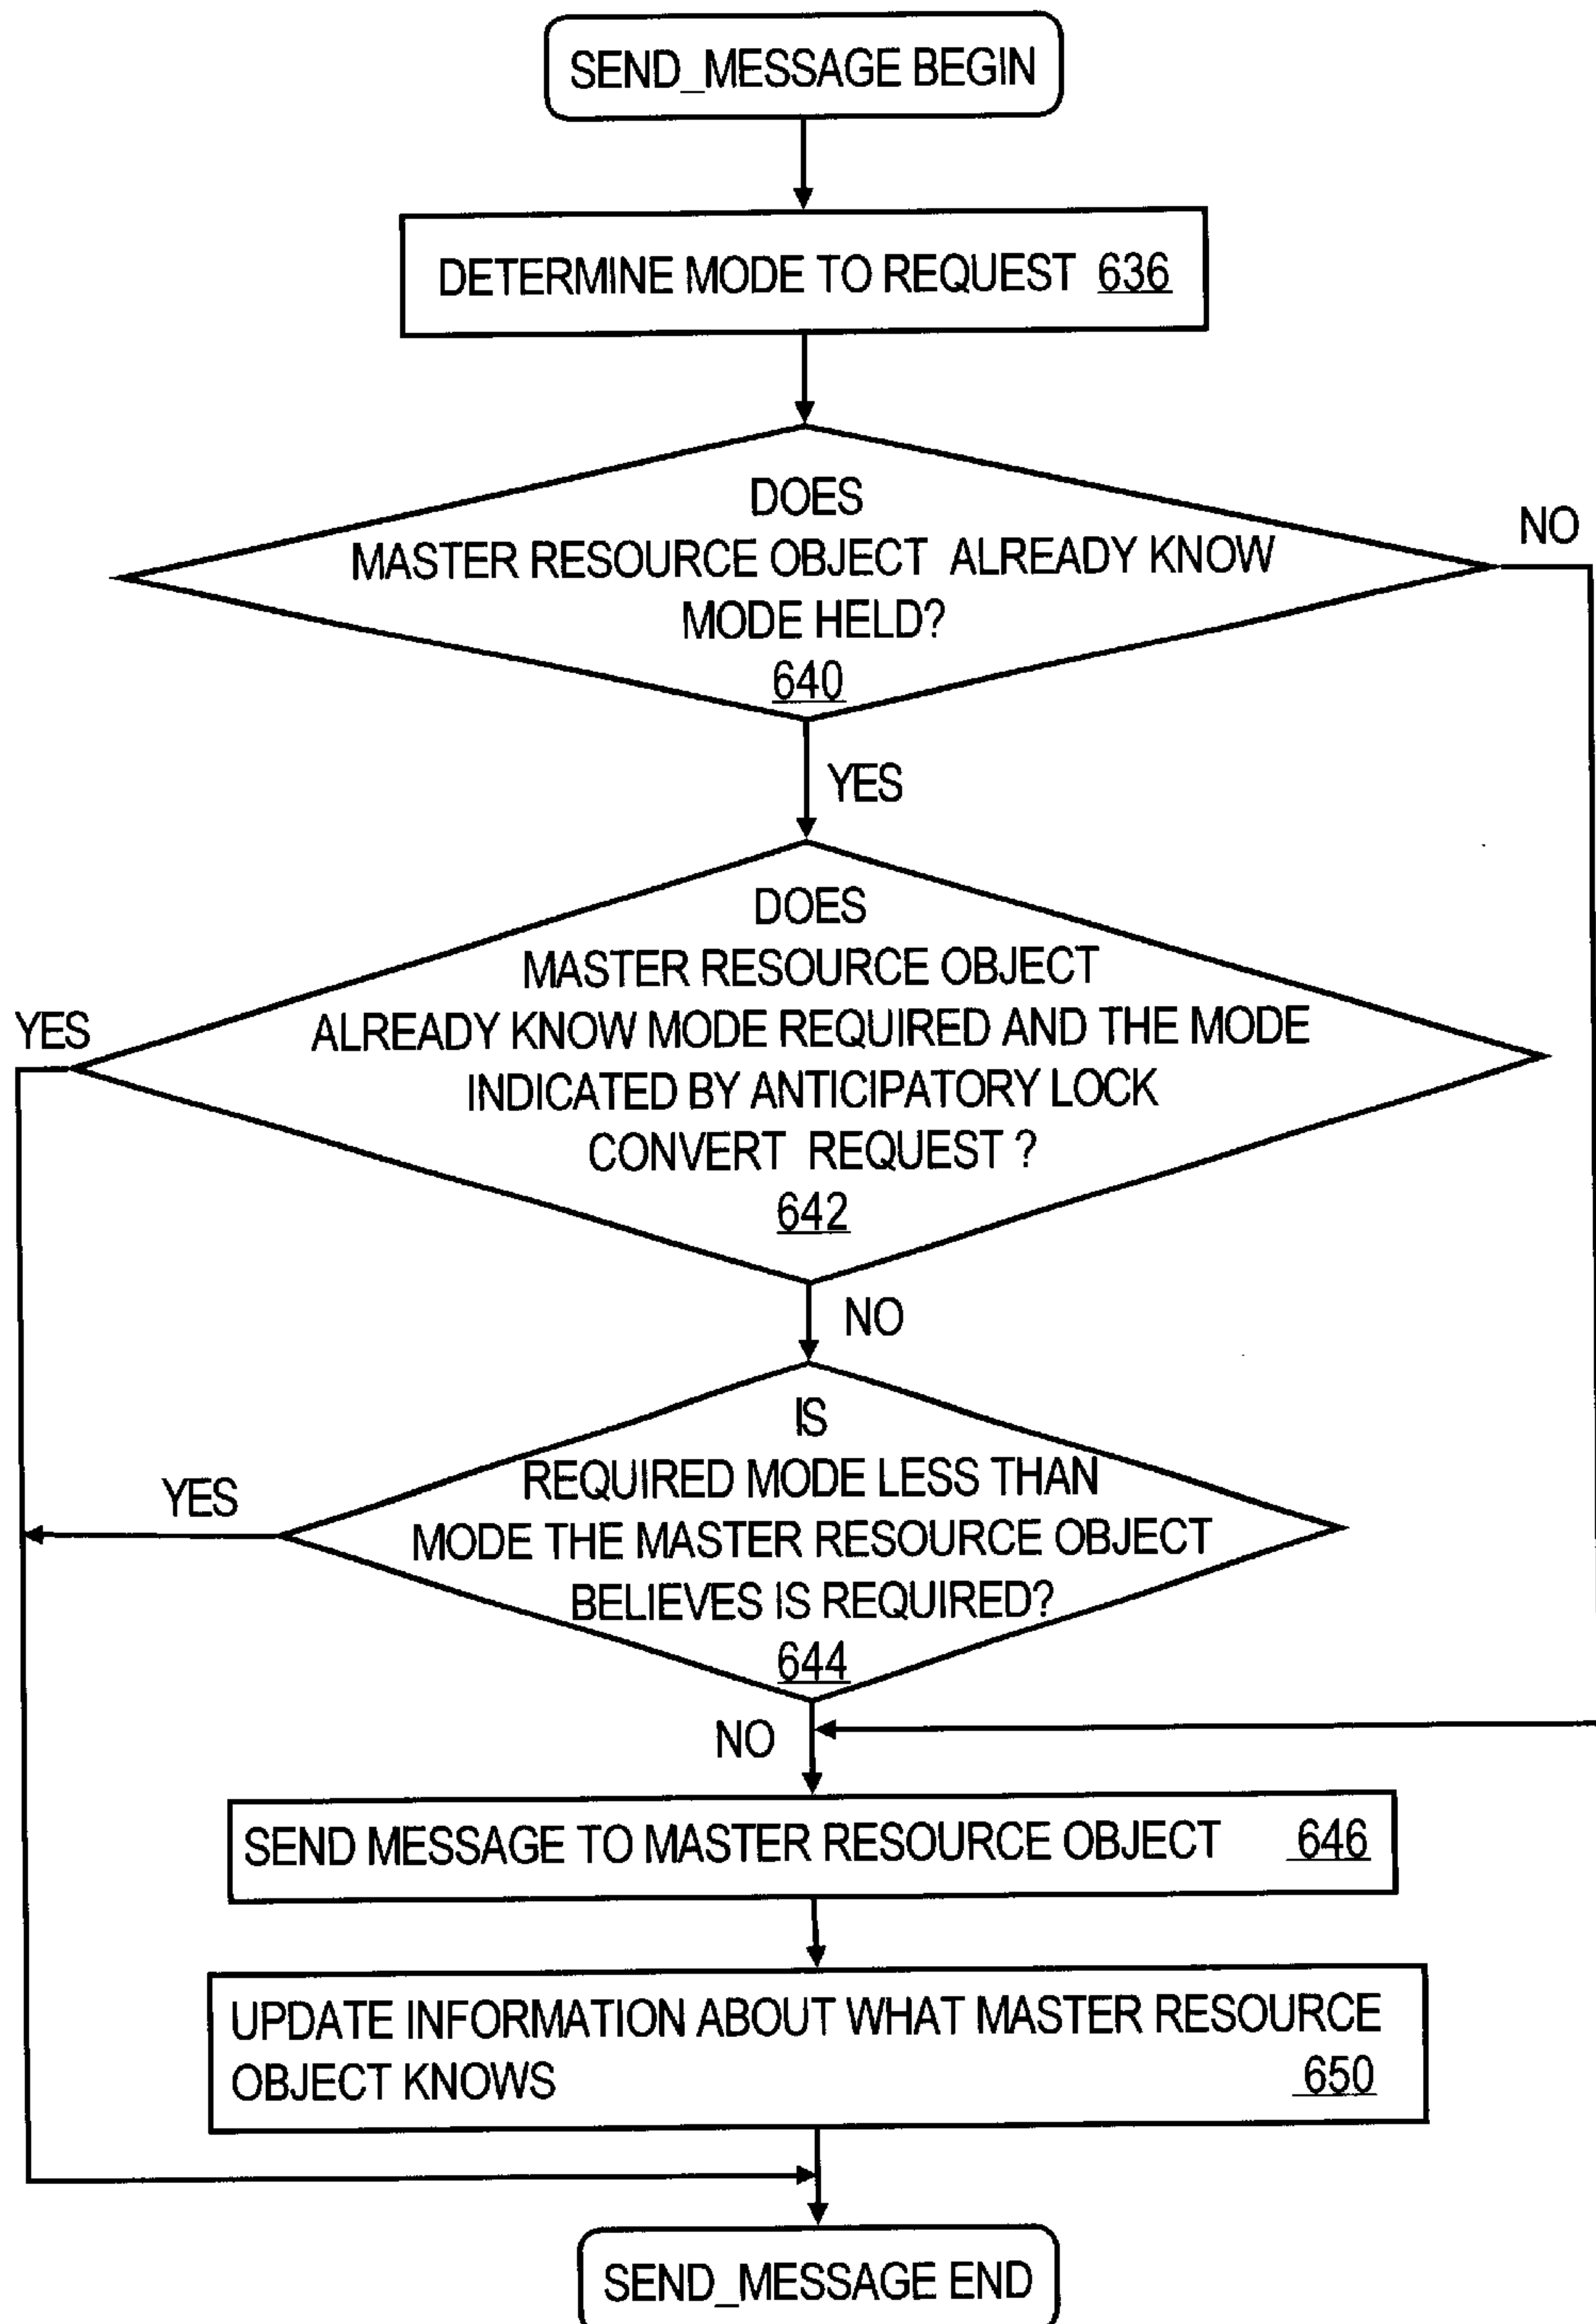 SEND_MESSAGE BEGIN
DETERMINE MODE TO REQUEST 636
DOES
MASTER RESOURCE OBJECT ALREADY KNOW
MODE HELD?
640
NO
YES
DOES
MASTER RESOURCE OBJECT
ALREADY KNOW MODE REQUIRED AND THE MODE
INDICATED BY ANTICIPATORY LOCK
CONVERT REQUEST ?
642
YES
NO
IS
REQUIRED MODE LESS THAN
MODE THE MASTER RESOURCE OBJECT
BELIEVES IS REQUIRED?
644
YES
NO
SEND MESSAGE TO MASTER RESOURCE OBJECT 646
UPDATE INFORMATION ABOUT WHAT MASTER RESOURCE
OBJECT KNOWS 650
SEND_MESSAGE END